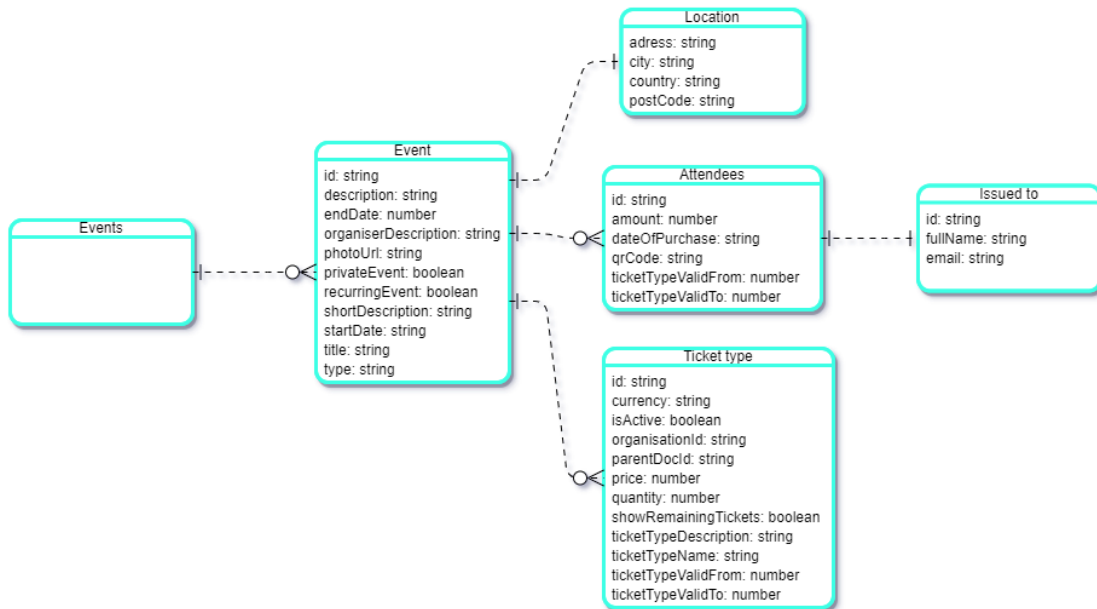 Location
adress: string
city: string
country: string
postCode: string
Event
id: string
description: string
endDate: number
organiserDescription: string
photoUrl: string
privateEvent: boolean
recurringEvent: boolean
shortDescription: string
startDate: string
title: string
type: string
Attendees
id: string
amount: number
dateOfPurchase: string
qrCode: string
ticketTypeValidFrom: number
ticketTypeValidTo: number
Issued to
id: string
fullName: string
email: string
Events
Ticket type
id: string
currency: string
isActive: boolean
organisationId: string
parentDocId: string
price: number
quantity: number
showRemainingTickets: boolean
ticketTypeDescription: string
ticketTypeName: string
ticketTypeValidFrom: number
ticketTypeValidTo: number